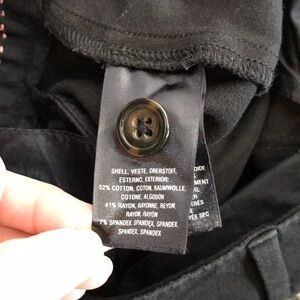 SHELL, VESTE, OBERSTOFF,
ESTERNO, EXTERIOR:
52% COTTON, COTON, BAUMWOLLE,
COTONE, ALGODÓN
41% RAYON, RAYONNE, REYON,
RAYON, RAYÓN
7% SPANDEX, SPANDEX, SPANDEX,
SPANDEX, SPANDEX